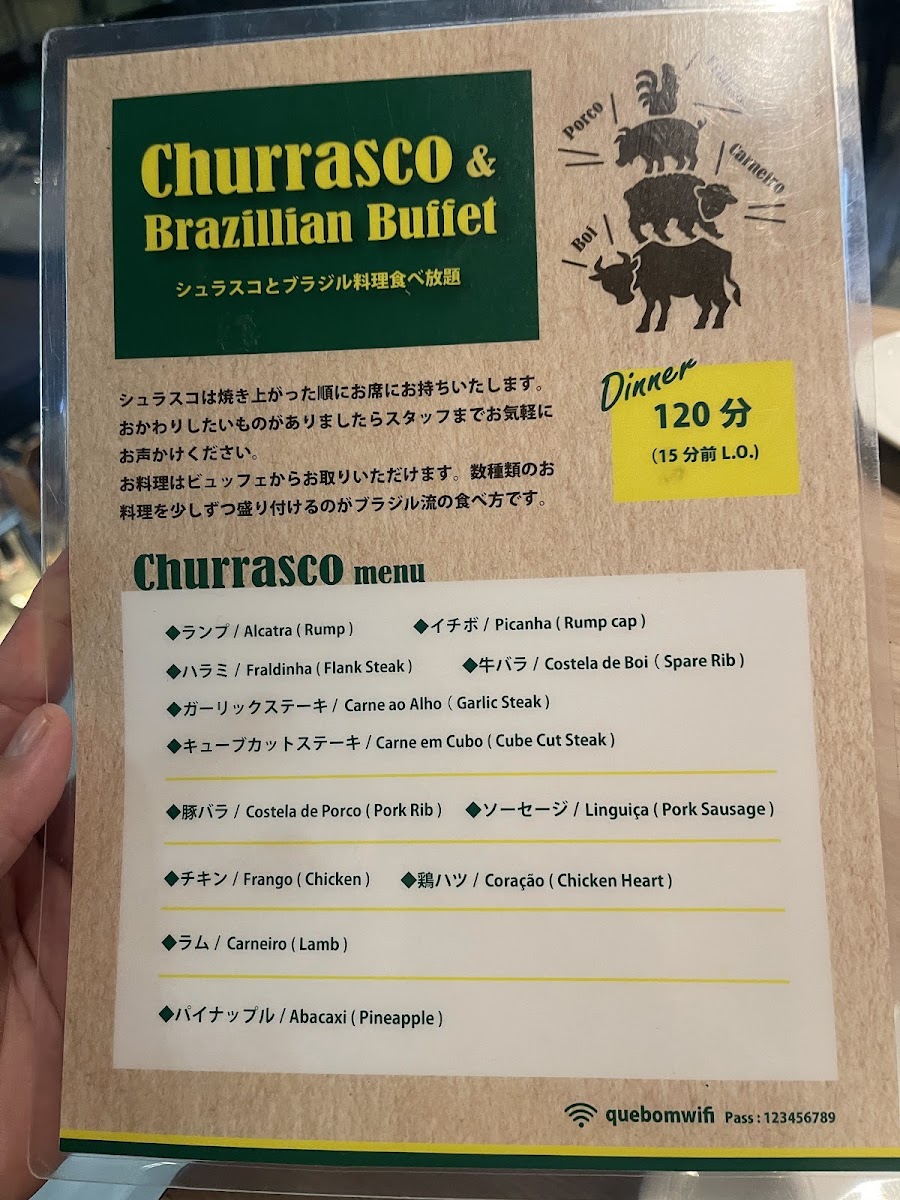 Churrasco &
Brazillian Buffet
シュラスコとブラジル料理食べ放題
Porco
Carneiro
Boi
シュラスコは焼き上がった順にお席にお持ちいたします。
おかわりしたいものがありましたらスタッフまでお気軽に
お声かけください。
お料理はビュッフェからお取りいただけます。数種類のお
料理を少しずつ盛り付けるのがブラジル流の食べ方です。
Dinner
120 分
(15 分前 L.O.)
Churrasco menu
◆ランプ / Alcatra ( Rump ) ◆イチボ / Picanha ( Rump cap )
◆ハラミ / Fraldinha ( Flank Steak ) ◆牛バラ / Costela de Boi ( Spare Rib )
◆ガーリックステーキ / Carne ao Alho ( Garlic Steak )
◆キューブカットステーキ / Carne em Cubo ( Cube Cut Steak )
◆豚バラ / Costela de Porco ( Pork Rib ) ◆ソーセージ / Linguiça ( Pork Sausage )
◆チキン / Frango ( Chicken ) ◆鶏ハツ / Coração ( Chicken Heart )
◆ラム / Carneiro ( Lamb )
◆パイナップル / Abacaxi ( Pineapple )
quebomwifi Pass : 123456789